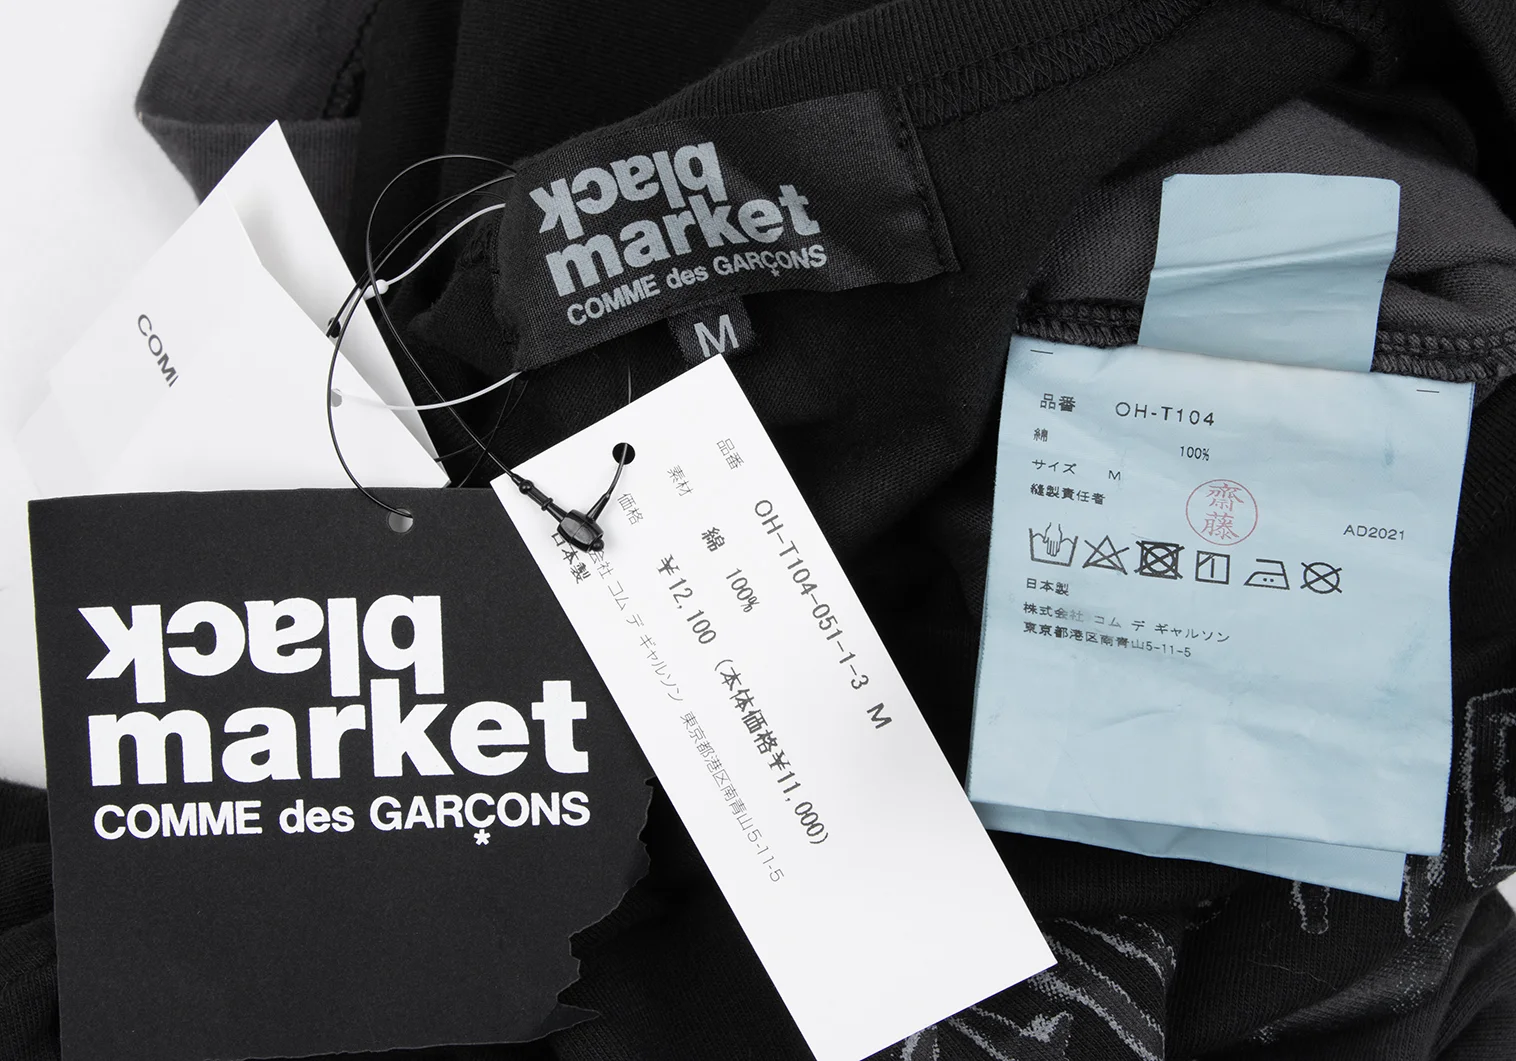 black
market
COMME des GARÇONS
M
COM
black
market
COMME des GARÇONS
品番 OH-T104-051-1-3 M
素材 綿 100%
価格 ¥12,100 (本体価格¥11,000)
会社 コム デ ギャルソン 東京都港区南青山5-11-5
日本製
品番 OH-T104
綿 100%
サイズ M
縫製責任者
齋藤
AD2021
日本製
株式会社 コム デ ギャルソン
東京都港区南青山5-11-5